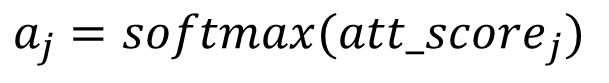 a_j = softmax(att_score_j)